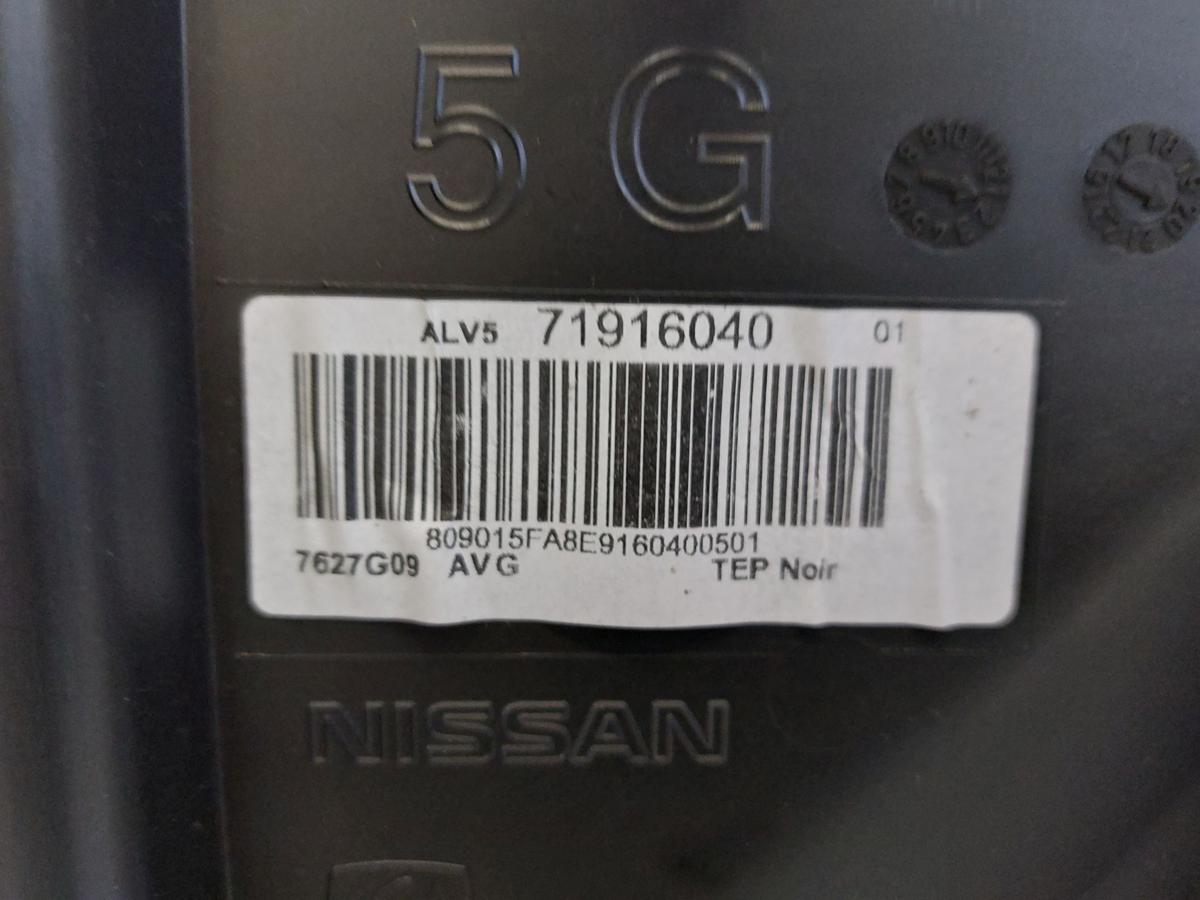 5 G
ALV5 71916040 01
809015FA8E9160400501
7627G09 AVG TEP Noir
NISSAN